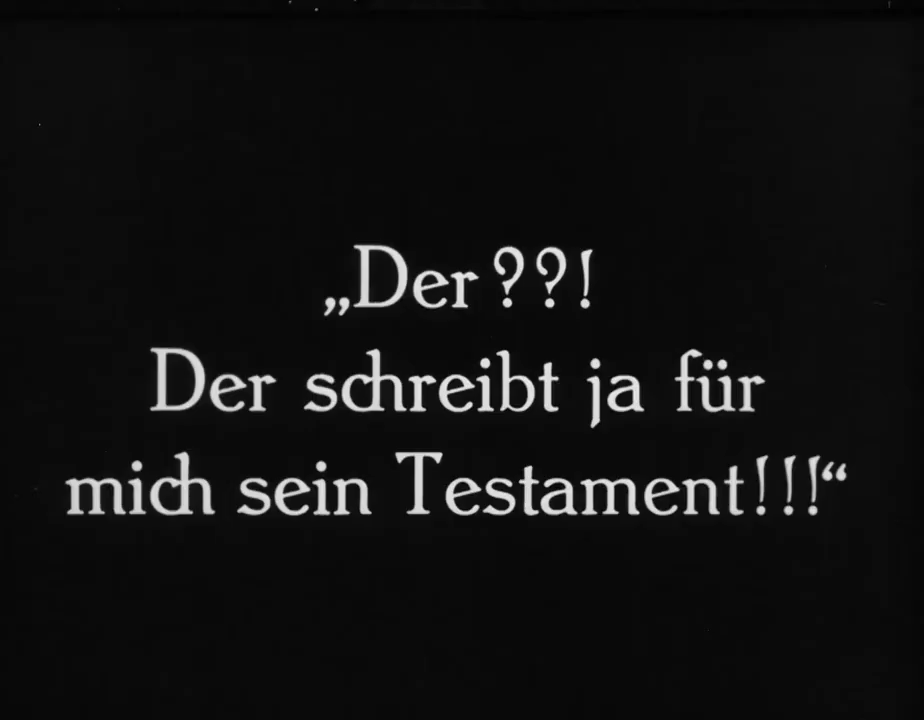 „Der ??!
Der schreibt ja für
mich sein Testament!!!“